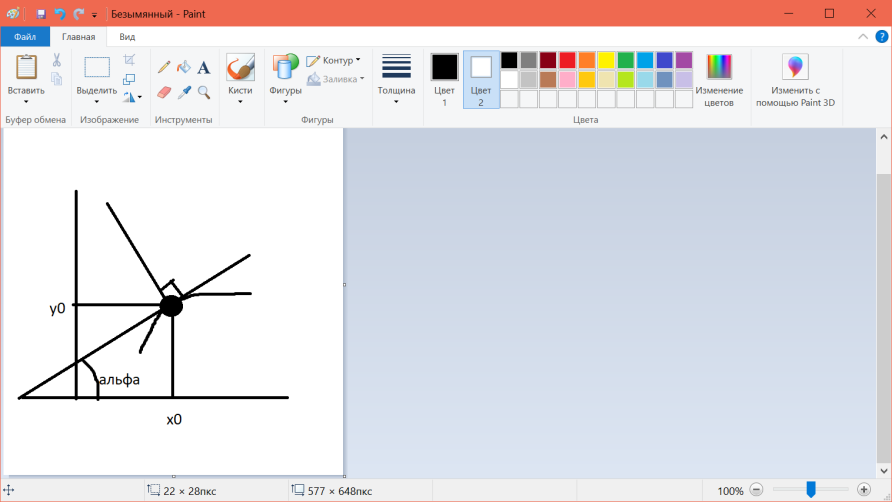 Безымянный - Paint
Файл
Главная
Вид
Вставить
Выделить
Кисти
Фигуры
Контур
Заливка
Толщина
Цвет
1
Цвет
2
Изменение
цветов
Изменить с
помощью Paint 3D
Буфер обмена
Изображение
Инструменты
Фигуры
Цвета
y0
альфа
x0
22 × 28пкс
577 × 648пкс
100%